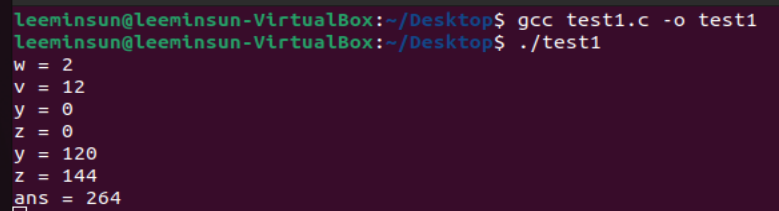 leeminsun@leeminsun-VirtualBox:~/Desktop$ gcc test1.c -o test1
leeminsun@leeminsun-VirtualBox:~/Desktop$ ./test1
w = 2
v = 12
y = 0
z = 0
y = 120
z = 144
ans = 264